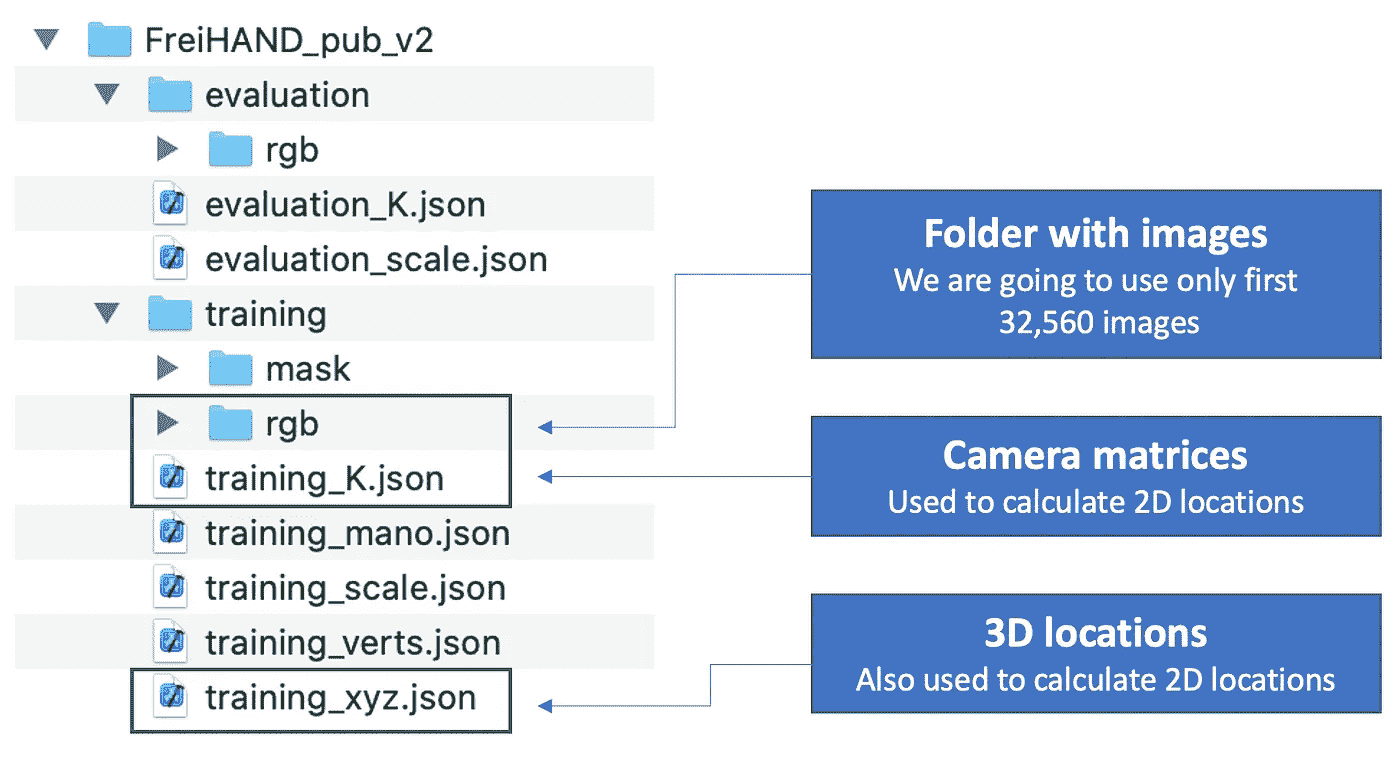 FreiHAND_pub_v2
evaluation
rgb
evaluation_K.json
evaluation_scale.json
training
mask
rgb
training_K.json
training_mano.json
training_scale.json
training_verts.json
training_xyz.json
Folder with images
We are going to use only first
32,560 images
Camera matrices
Used to calculate 2D locations
3D locations
Also used to calculate 2D locations